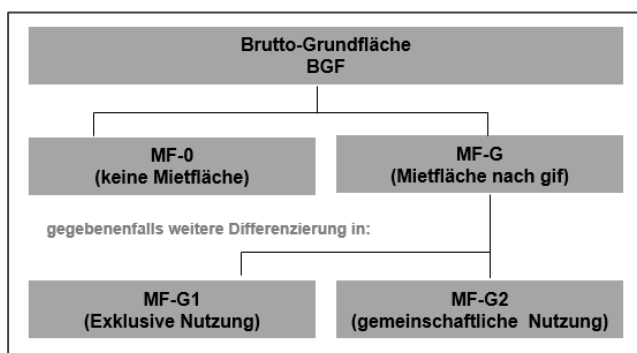 Brutto-Grundfläche
BGF
MF-0
(keine Mietfläche)
MF-G
(Mietfläche nach gif)
gegebenenfalls weitere Differenzierung in:
MF-G1
(Exklusive Nutzung)
MF-G2
(gemeinschaftliche Nutzung)